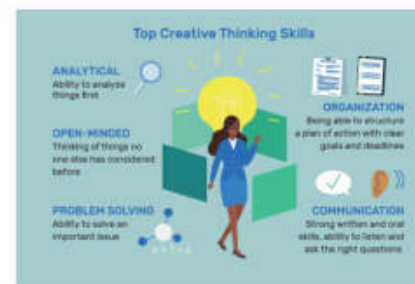 Top Creative Thinking Skills
ANALYTICAL
Ability to analyze
things first
OPEN-MINDED
Thinking of things no
one else has considered
before
PROBLEM SOLVING
Ability to solve an
important issue
ORGANIZATION
Being able to structure
a plan of action with clear
goals and deadlines
COMMUNICATION
Strong written and oral
skills, ability to listen and
ask the right questions